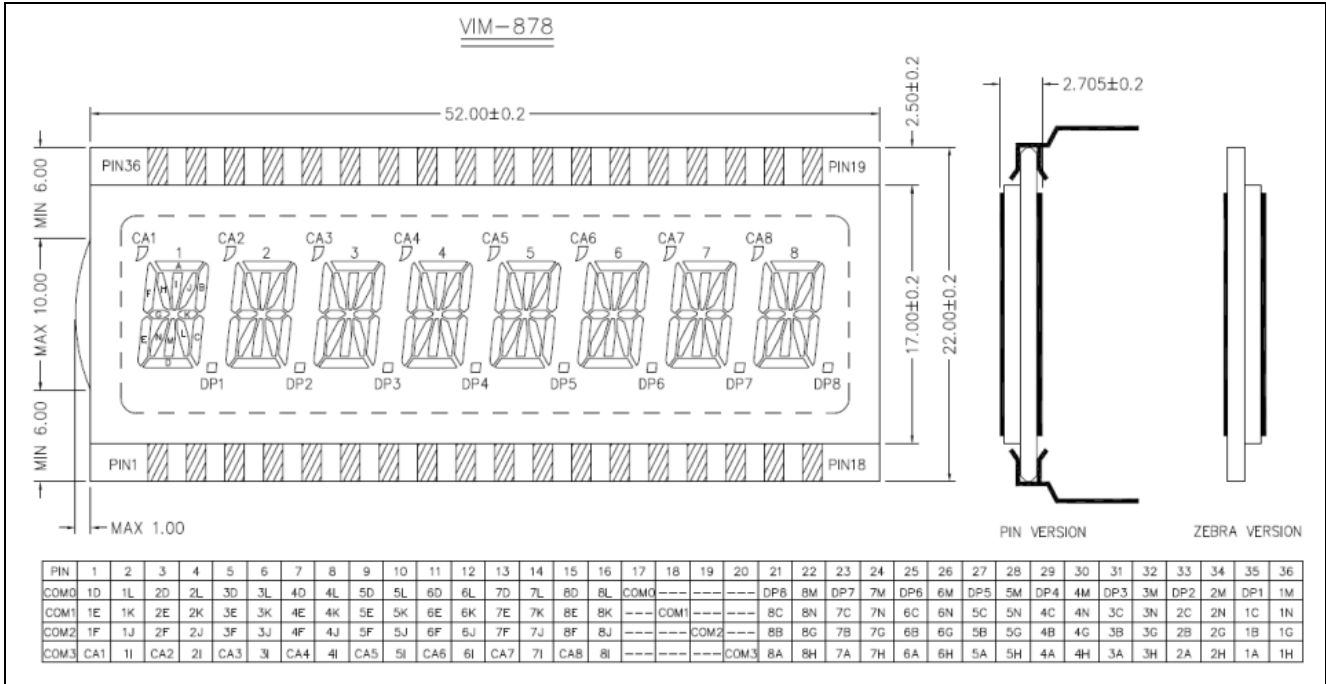 VIM-878
52.00±0.2
2.50±0.2
2.705±0.2
MIN 6.00
MAX 10.00
MIN 6.00
PIN36
PIN19
CA1 CA2 CA3 CA4 CA5 CA6 CA7 CA8
1 2 3 4 5 6 7 8
A
F H I J B
G K
E N M L C
D
DP1 DP2 DP3 DP4 DP5 DP6 DP7 DP8
17.00±0.2
22.00±0.2
PIN1
PIN18
MAX 1.00
PIN VERSION
ZEBRA VERSION
PIN 1 2 3 4 5 6 7 8 9 10 11 12 13 14 15 16 17 18 19 20 21 22 23 24 25 26 27 28 29 30 31 32 33 34 35 36
COM0 1D 1L 2D 2L 3D 3L 4D 4L 5D 5L 6D 6L 7D 7L 8D 8L COM0 --- --- --- DP8 8M DP7 7M DP6 6M DP5 5M DP4 4M DP3 3M DP2 2M DP1 1M
COM1 1E 1K 2E 2K 3E 3K 4E 4K 5E 5K 6E 6K 7E 7K 8E 8K --- COM1 --- --- 8C 8N 7C 7N 6C 6N 5C 5N 4C 4N 3C 3N 2C 2N 1C 1N
COM2 1F 1J 2F 2J 3F 3J 4F 4J 5F 5J 6F 6J 7F 7J 8F 8J --- --- COM2 --- 8B 8G 7B 7G 6B 6G 5B 5G 4B 4G 3B 3G 2B 2G 1B 1G
COM3 CA1 1I CA2 2I CA3 3I CA4 4I CA5 5I CA6 6I CA7 7I CA8 8I --- --- --- COM3 8A 8H 7A 7H 6A 6H 5A 5H 4A 4H 3A 3H 2A 2H 1A 1H